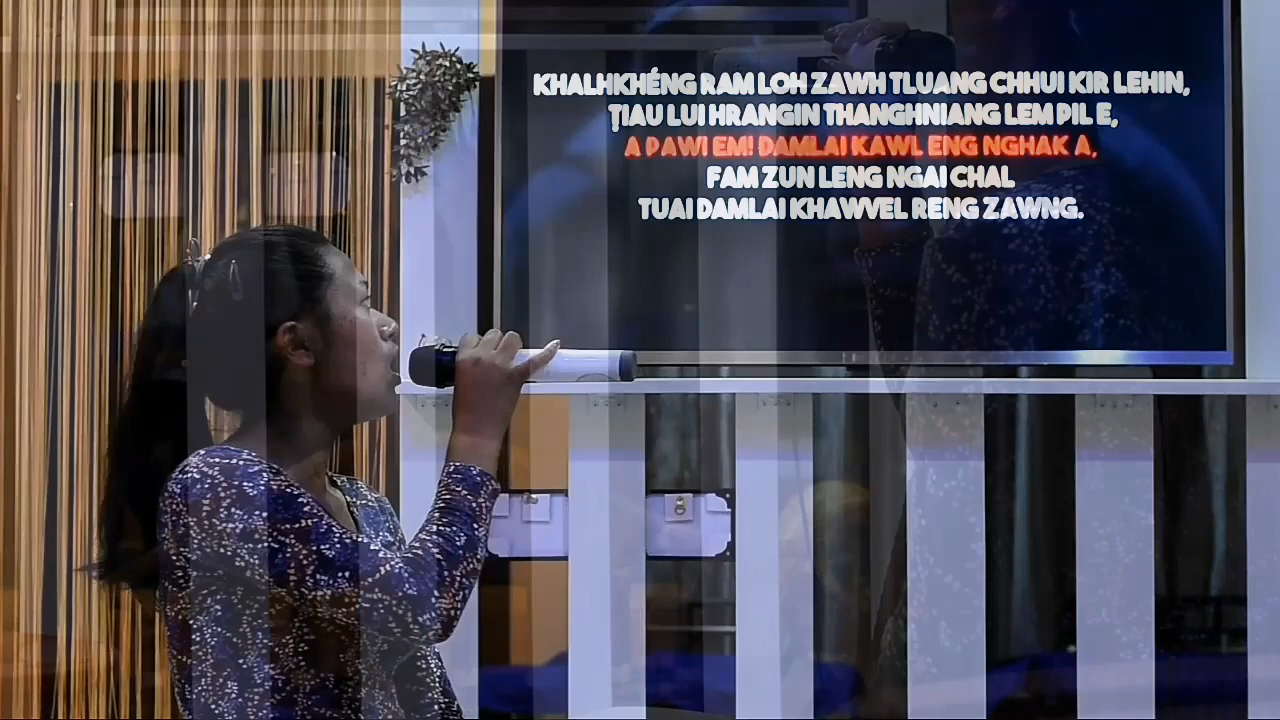 KHALHKHÉNG RAM LOH ZAWH TLUANG CHHUI KIR LEHIN,
ṬIAU LUI HRANGIN THANGHNIANG LEM PIL E,
A PAWI EM! DAMLAI KAWL ENG NGHAK A,
FAM ZUN LENG NGAI CHAL
TUAI DAMLAI KHAWVEL RENG ZAWNG.